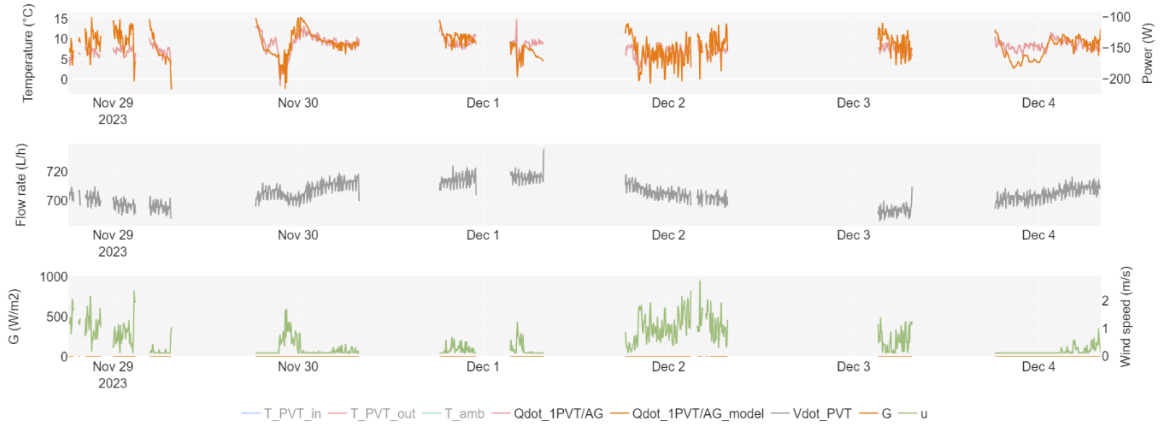 Temperature (°C)
15
10
5
0
−100
−150
−200
Power (W)
Nov 29
2023
Nov 30
Dec 1
Dec 2
Dec 3
Dec 4
Flow rate (L/h)
720
700
Nov 29
2023
Nov 30
Dec 1
Dec 2
Dec 3
Dec 4
G (W/m2)
1000
500
0
2
1
0
Wind speed (m/s)
Nov 29
2023
Nov 30
Dec 1
Dec 2
Dec 3
Dec 4
T_PVT_in T_PVT_out T_amb Qdot_1PVT/AG Qdot_1PVT/AG_model Vdot_PVT G u